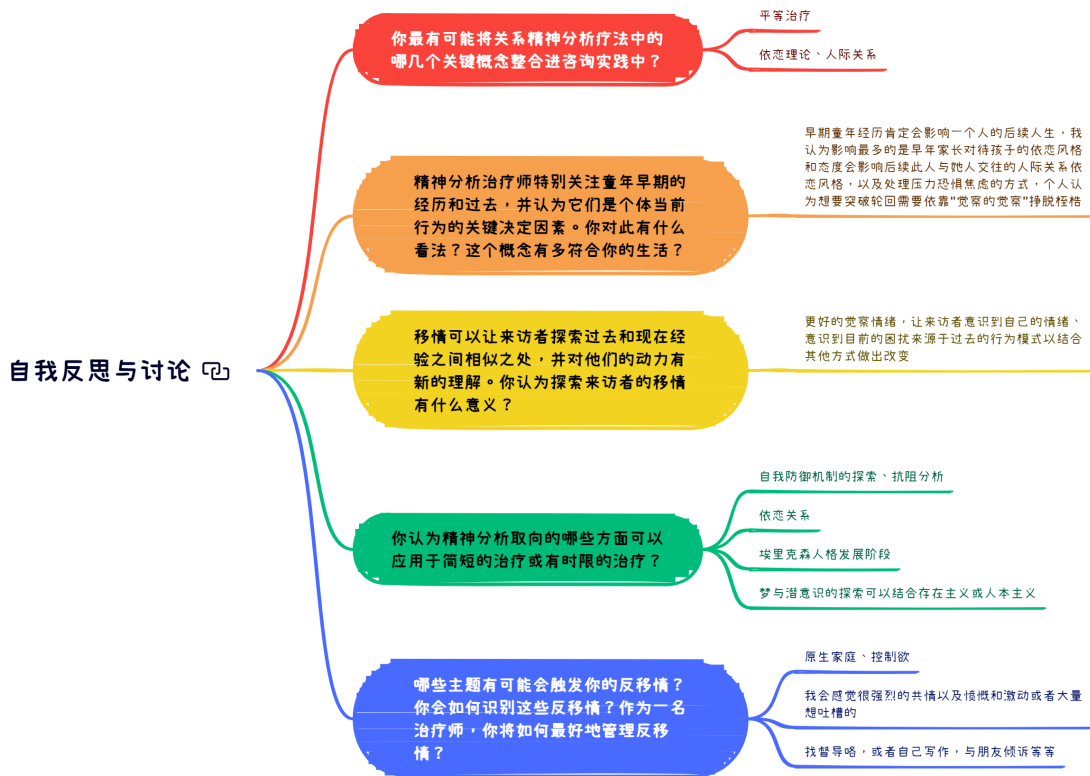 自我反思与讨论
你最有可能将关系精神分析疗法中的
哪几个关键概念整合进咨询实践中？
平等治疗
依恋理论、人际关系
精神分析治疗师特别关注童年早期的
经历和过去，并认为它们是个体当前
行为的关键决定因素。你对此有什么
看法？这个概念有多符合你的生活？
早期童年经历肯定会影响一个人的后续人生，我
认为影响最多的是早年家长对待孩子的依恋风格
和态度会影响后续此人与她人交往的人际关系依
恋风格，以及处理压力恐惧焦虑的方式，个人认
为想要突破轮回需要依靠"觉察的觉察"挣脱桎梏
移情可以让来访者探索过去和现在经
验之间相似之处，并对他们的动力有
新的理解。你认为探索来访者的移情
有什么意义？
更好的觉察情绪，让来访者意识到自己的情绪、
意识到目前的困扰来源于过去的行为模式以结合
其他方式做出改变
你认为精神分析取向的哪些方面可以
应用于简短的治疗或有时限的治疗？
自我防御机制的探索、抗阻分析
依恋关系
埃里克森人格发展阶段
梦与潜意识的探索可以结合存在主义或人本主义
哪些主题有可能会触发你的反移情？
你会如何识别这些反移情？作为一名
治疗师，你将如何最好地管理反移
情？
原生家庭、控制欲
我会感觉很强烈的共情以及愤慨和激动或者大量
想吐槽的
找督导咯，或者自己写作，与朋友倾诉等等